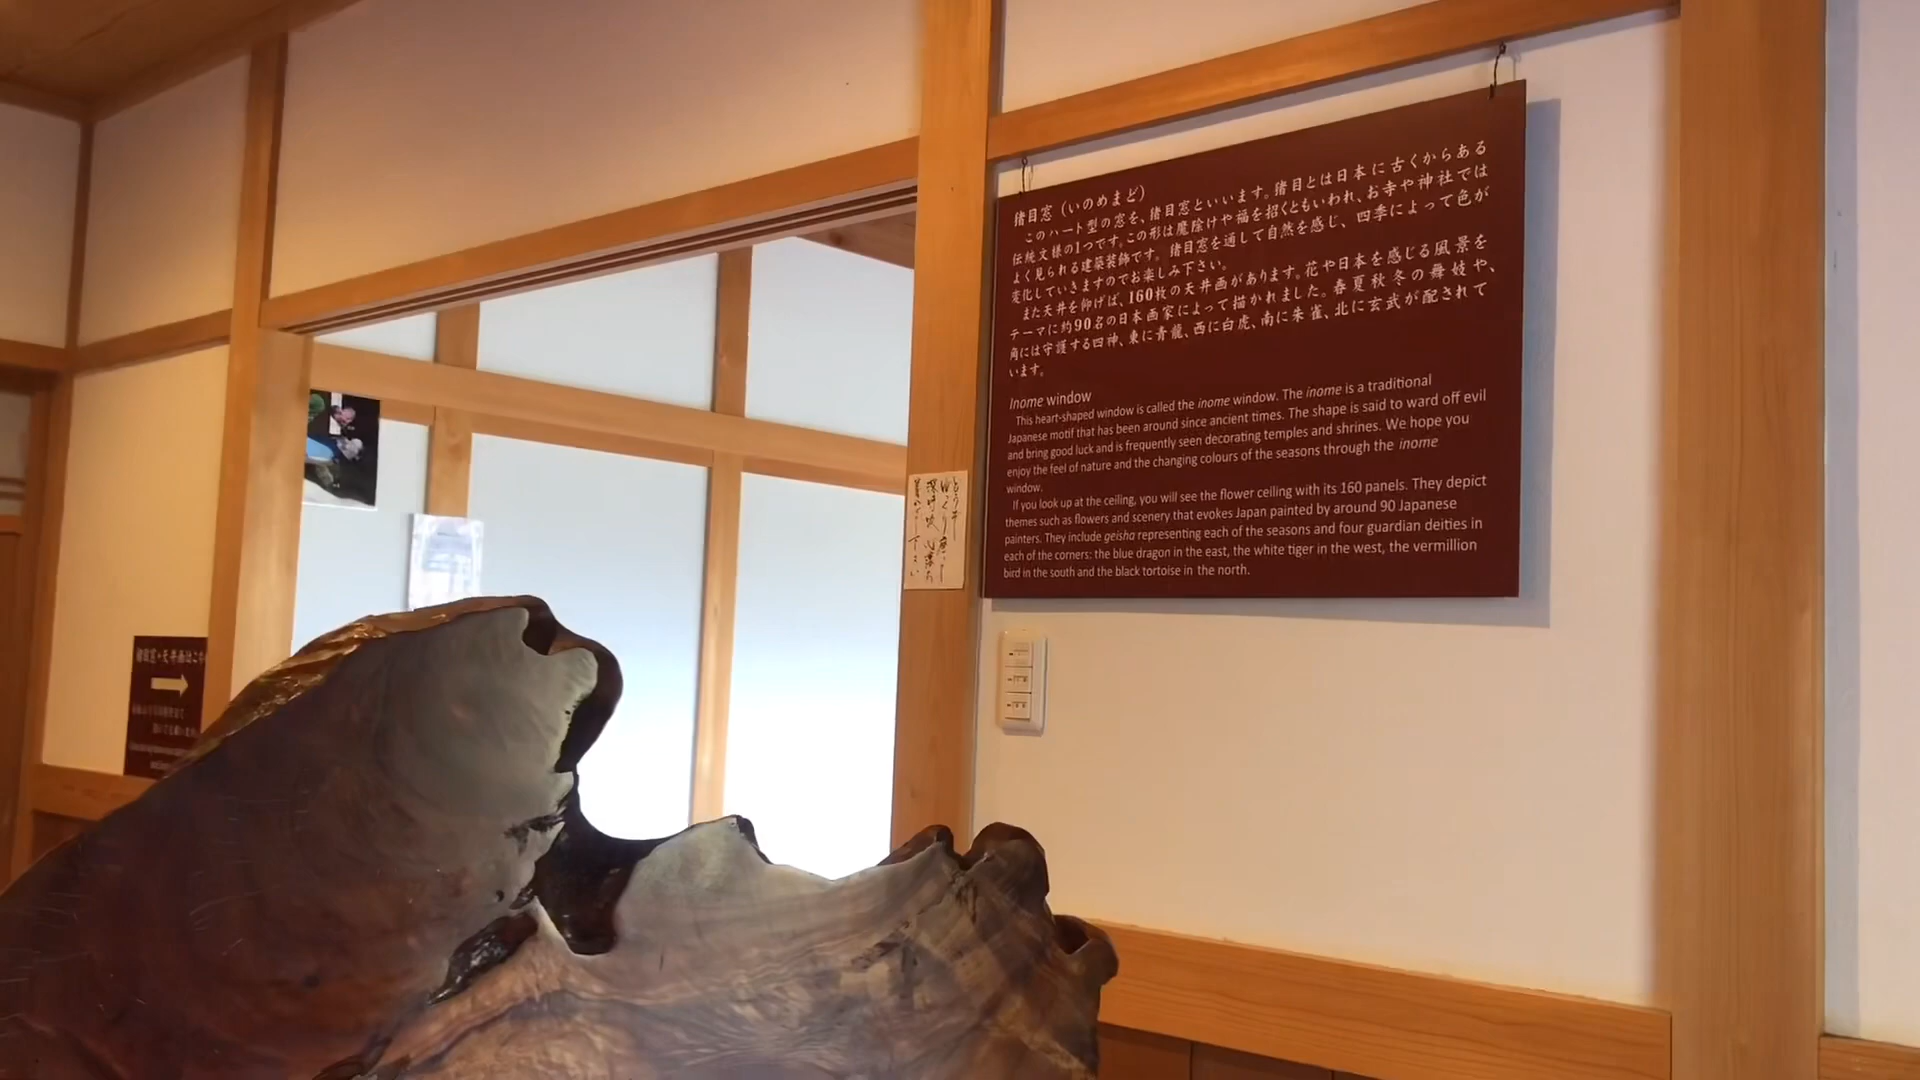 猪目窓（いのめまど）
このハート型の窓を、猪目窓といいます。猪目とは日本に古くからある
伝統文様の1つです。この形は魔除けや福を招くともいわれ、お寺や神社では
よく見られる建築装飾です。猪目窓を通して自然を感じ、四季によって色が
変化していきますのでお楽しみ下さい。
また天井を仰げば、160枚の天井画があります。花や日本を感じる風景を
テーマに約90名の日本画家によって描かれました。春夏秋冬の舞妓や、
角には守護する四神、東に青龍、西に白虎、南に朱雀、北に玄武が配されて
います。
Inome window
This heart-shaped window is called the inome window. The inome is a traditional
Japanese motif that has been around since ancient times. The shape is said to ward off evil
and bring good luck and is frequently seen decorating temples and shrines. We hope you
enjoy the feel of nature and the changing colours of the seasons through the inome
window.
If you look up at the ceiling, you will see the flower ceiling with its 160 panels. They depict
themes such as flowers and scenery that evokes Japan painted by around 90 Japanese
painters. They include geisha representing each of the seasons and four guardian deities in
each of the corners: the blue dragon in the east, the white tiger in the west, the vermillion
bird in the south and the black tortoise in the north.
猪目窓・天井画はこち